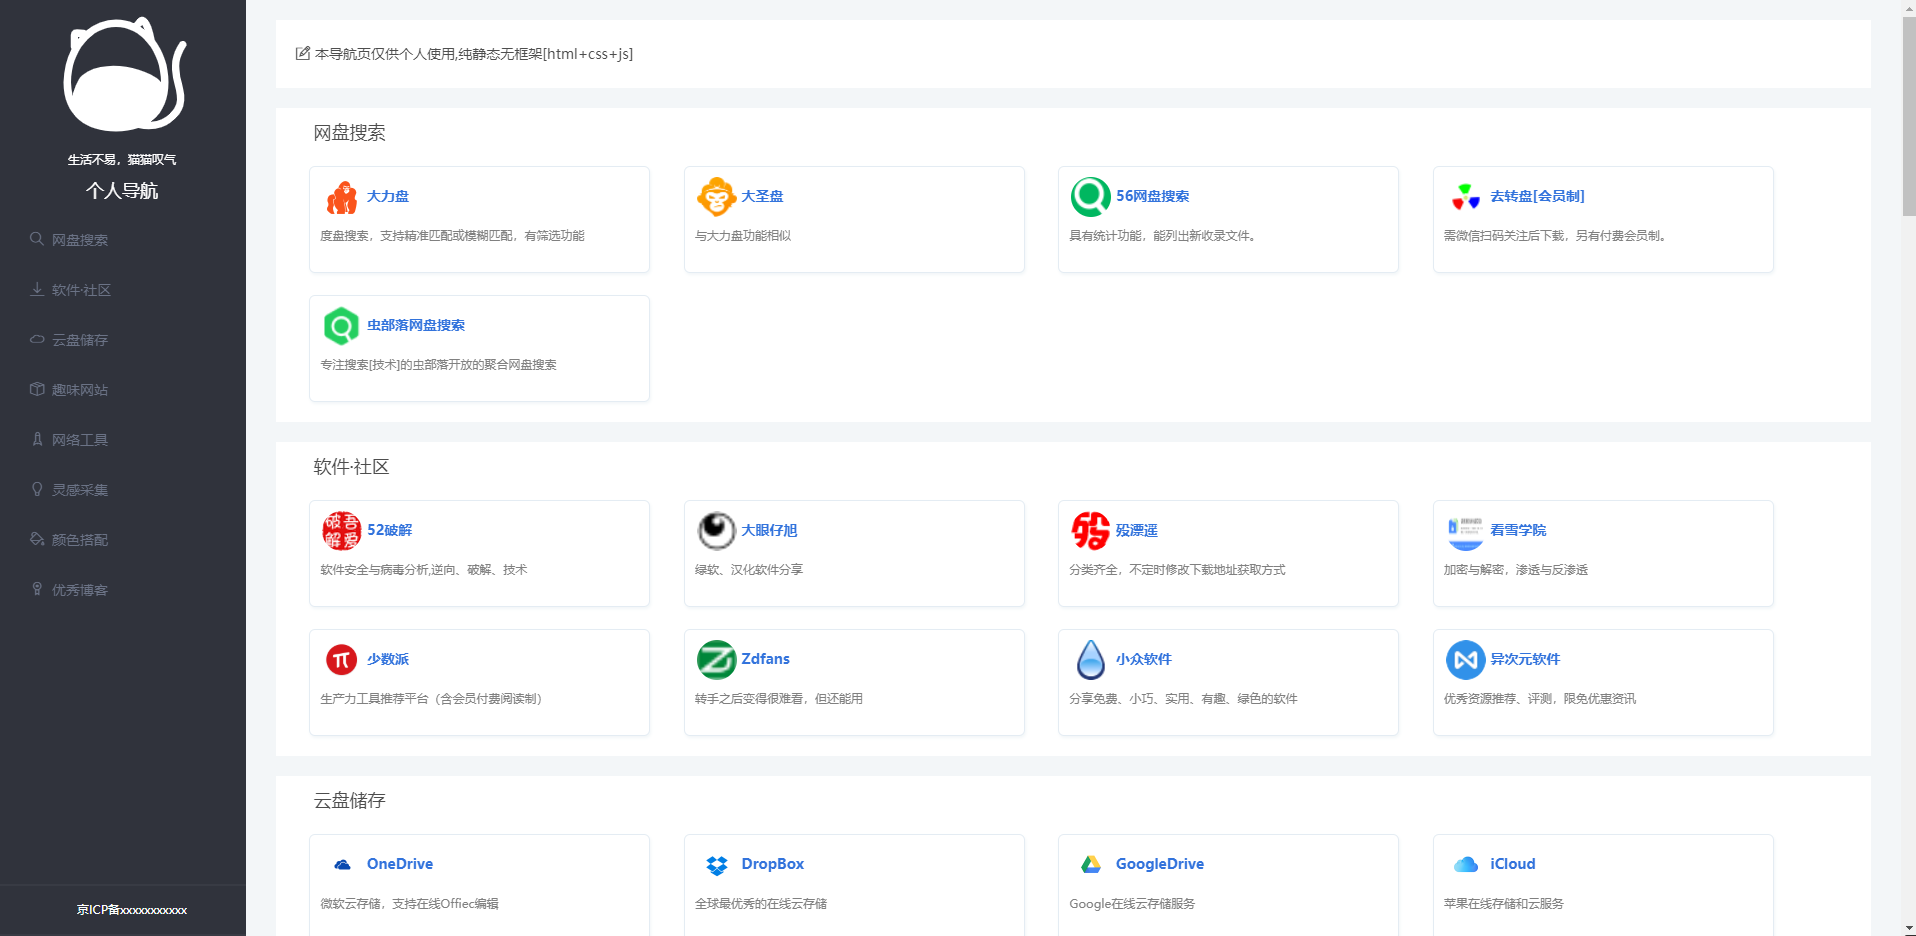 生活不易，猫猫叹气
个人导航
网盘搜索
软件·社区
云盘储存
趣味网站
网络工具
灵感采集
颜色搭配
优秀博客
京ICP备xxxxxxxxxxxx
本导航页仅供个人使用,纯静态无框架[html+css+js]
网盘搜索
大力盘
度盘搜索，支持精准匹配或模糊匹配，有筛选功能
大圣盘
与大力盘功能相似
56网盘搜索
具有统计功能，能列出新收录文件。
去转盘[会员制]
需微信扫码关注后下载，另有付费会员制。
虫部落网盘搜索
专注搜索[技术]的虫部落开放的聚合网盘搜索
软件·社区
破吾解爱
52破解
软件安全与病毒分析,逆向、破解、技术
大眼仔旭
绿软、汉化软件分享
殁漂遥
分类齐全，不定时修改下载地址获取方式
看雪学院
加密与解密，渗透与反渗透
少数派
生产力工具推荐平台（含会员付费阅读制）
Zdfans
转手之后变得很难看，但还能用
小众软件
分享免费、小巧、实用、有趣、绿色的软件
异次元软件
优秀资源推荐、评测，限免优惠资讯
云盘储存
OneDrive
微软云存储，支持在线Offiec编辑
DropBox
全球最优秀的在线云存储
GoogleDrive
Google在线云存储服务
iCloud
苹果在线存储和云服务